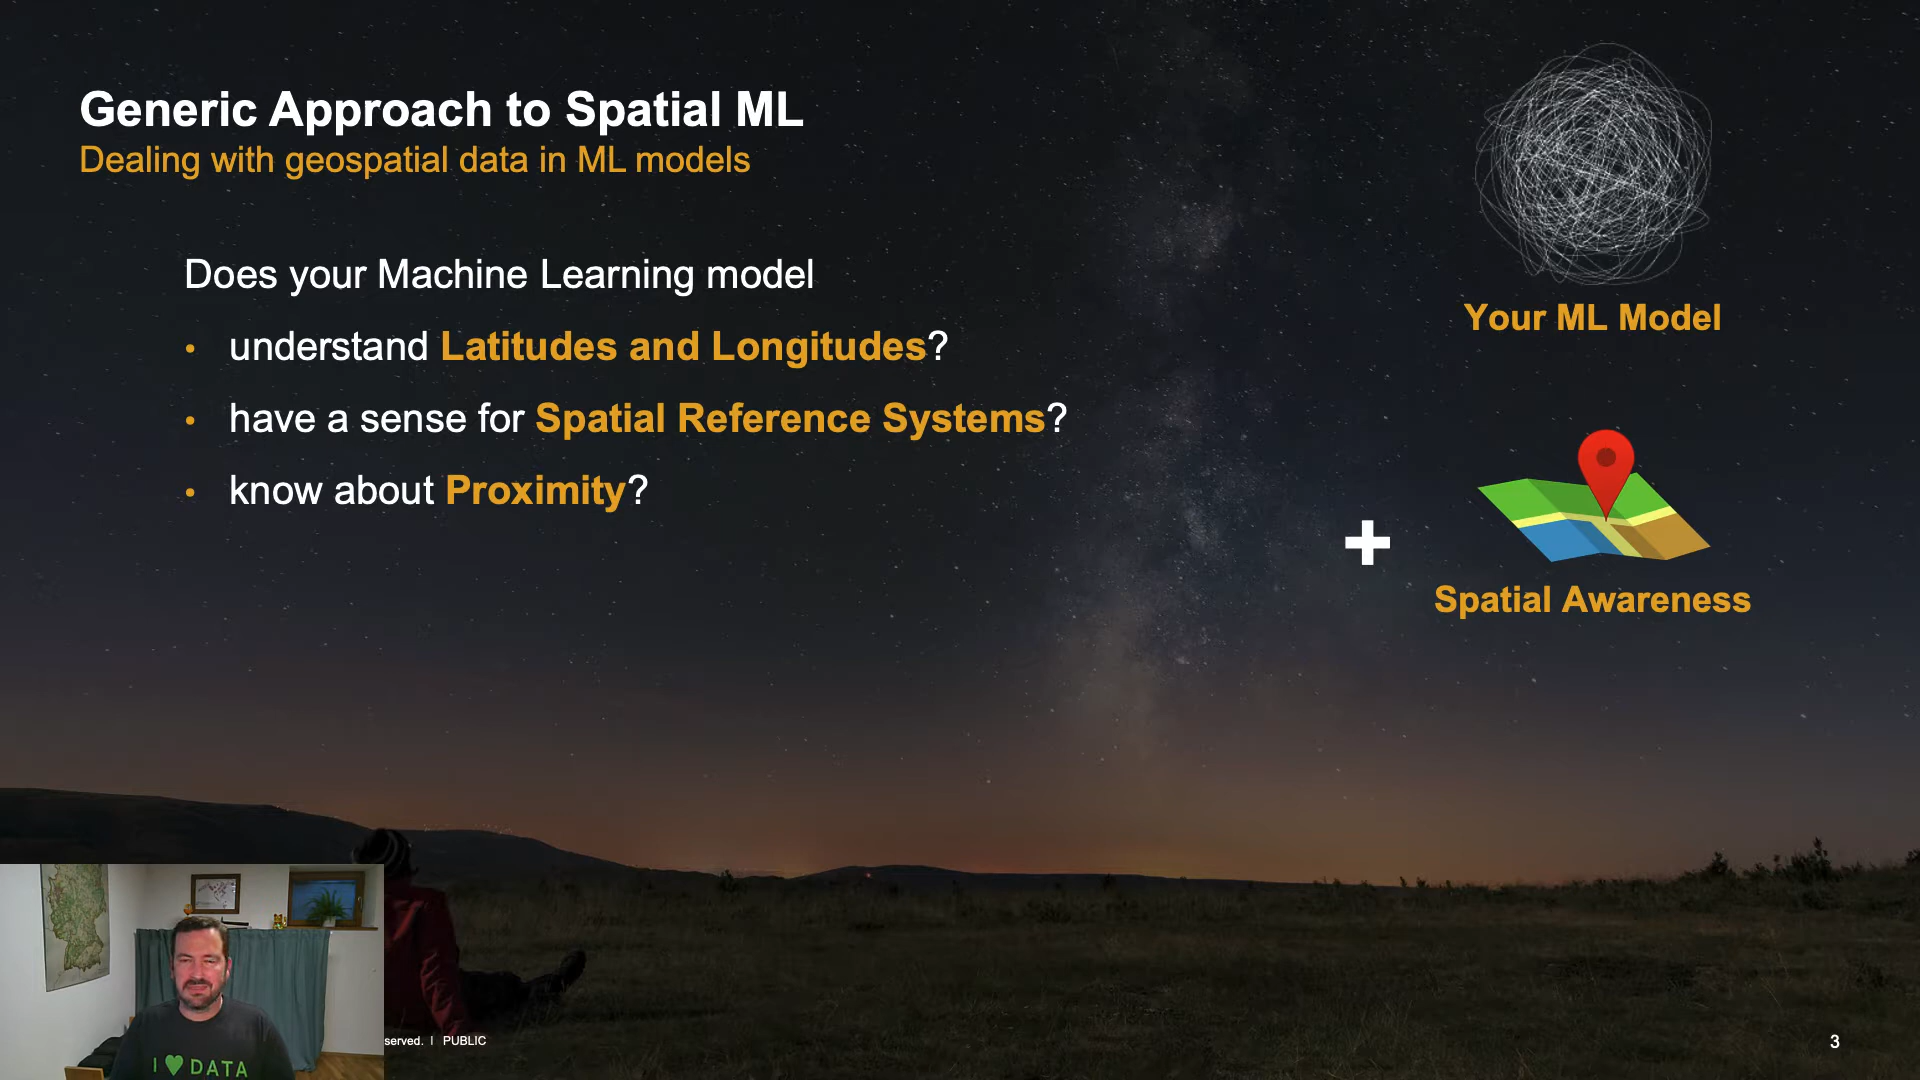 Generic Approach to Spatial ML
Dealing with geospatial data in ML models
Does your Machine Learning model
• understand Latitudes and Longitudes?
• have a sense for Spatial Reference Systems?
• know about Proximity?
Your ML Model
+
Spatial Awareness
I ♥ DATA
served. | PUBLIC
3